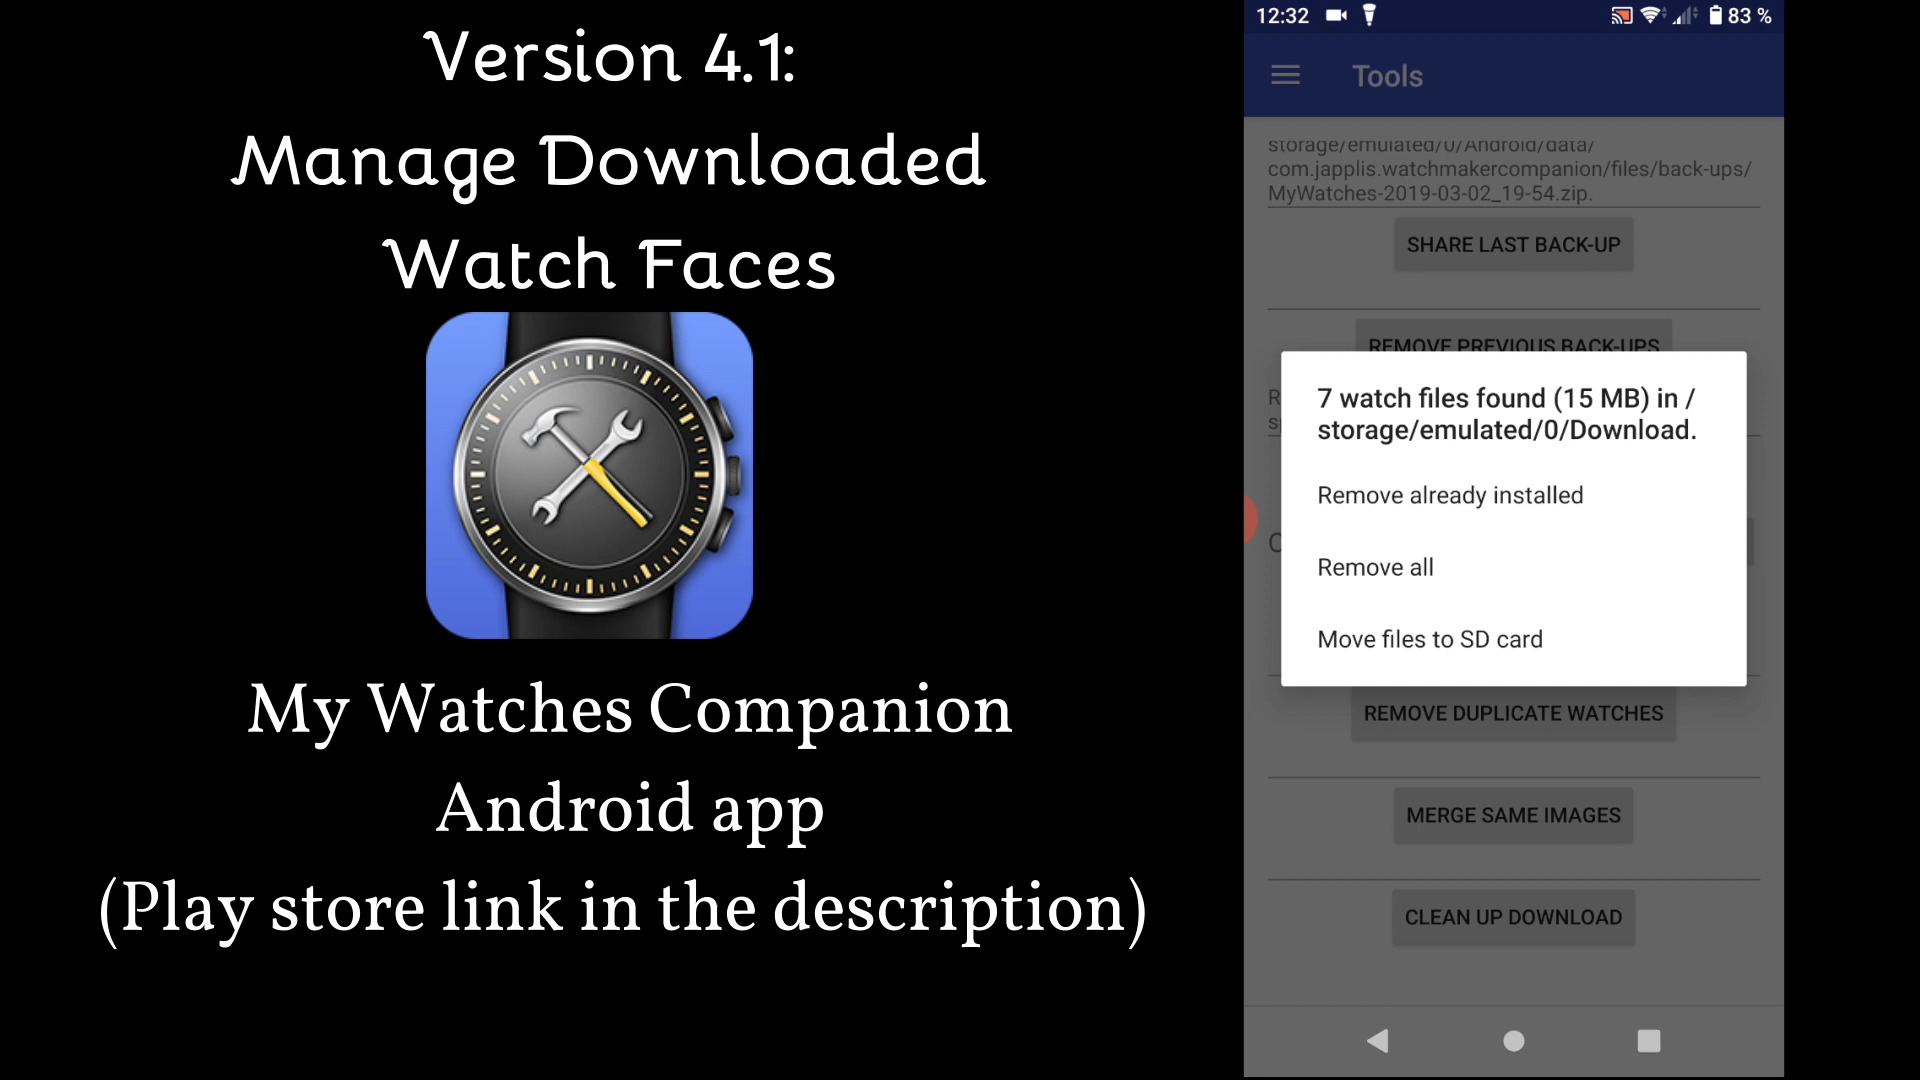 Version 4.1:
Manage Downloaded
Watch Faces
My Watches Companion
Android app
(Play store link in the description)
12:32
83 %
Tools
storage/emulated/0/Android/data/
com.japplis.watchmakercompanion/files/back-ups/
MyWatches-2019-03-02_19-54.zip.
SHARE LAST BACK-UP
REMOVE PREVIOUS BACK-UPS
7 watch files found (15 MB) in /
storage/emulated/0/Download.
Remove already installed
Remove all
Move files to SD card
REMOVE DUPLICATE WATCHES
MERGE SAME IMAGES
CLEAN UP DOWNLOAD